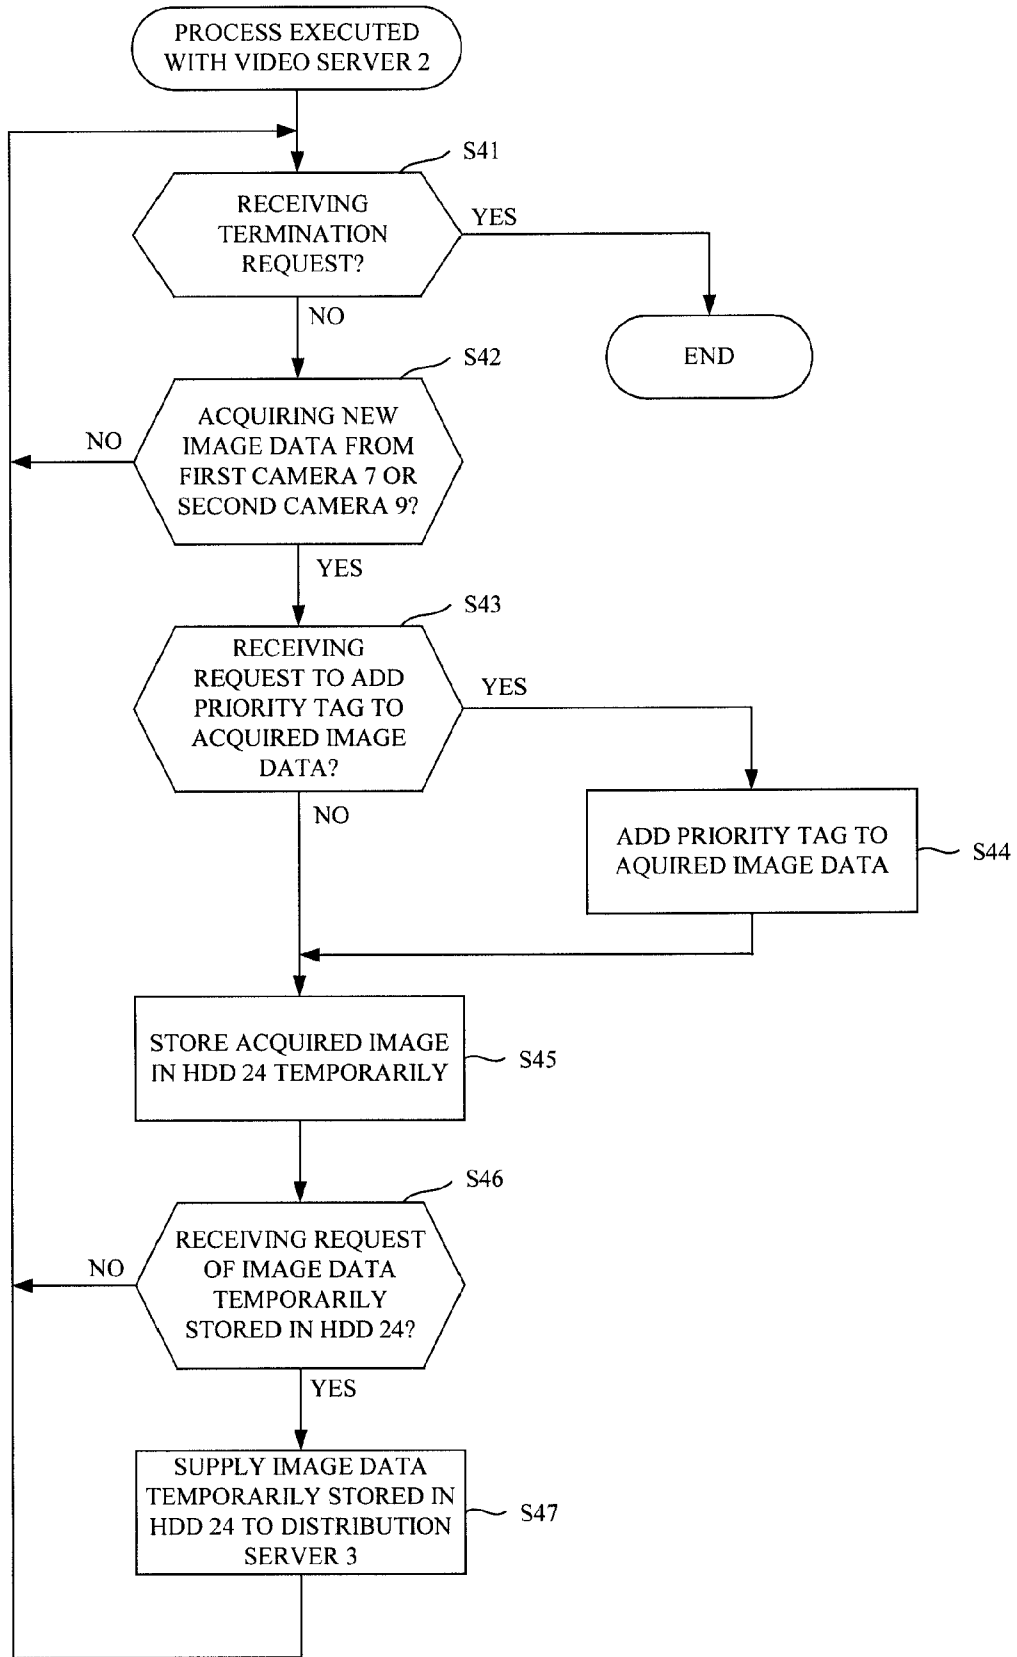 PROCESS EXECUTED
WITH VIDEO SERVER 2
S41
RECEIVING
TERMINATION
REQUEST?
YES
NO
END
S42
ACQUIRING NEW
IMAGE DATA FROM
FIRST CAMERA 7 OR
SECOND CAMERA 9?
NO
YES
S43
RECEIVING
REQUEST TO ADD
PRIORITY TAG TO
ACQUIRED IMAGE
DATA?
YES
NO
ADD PRIORITY TAG TO
AQUIRED IMAGE DATA
S44
STORE ACQUIRED IMAGE
IN HDD 24 TEMPORARILY
S45
S46
RECEIVING REQUEST
OF IMAGE DATA
TEMPORARILY
STORED IN HDD 24?
NO
YES
SUPPLY IMAGE DATA
TEMPORARILY STORED IN
HDD 24 TO DISTRIBUTION
SERVER 3
S47